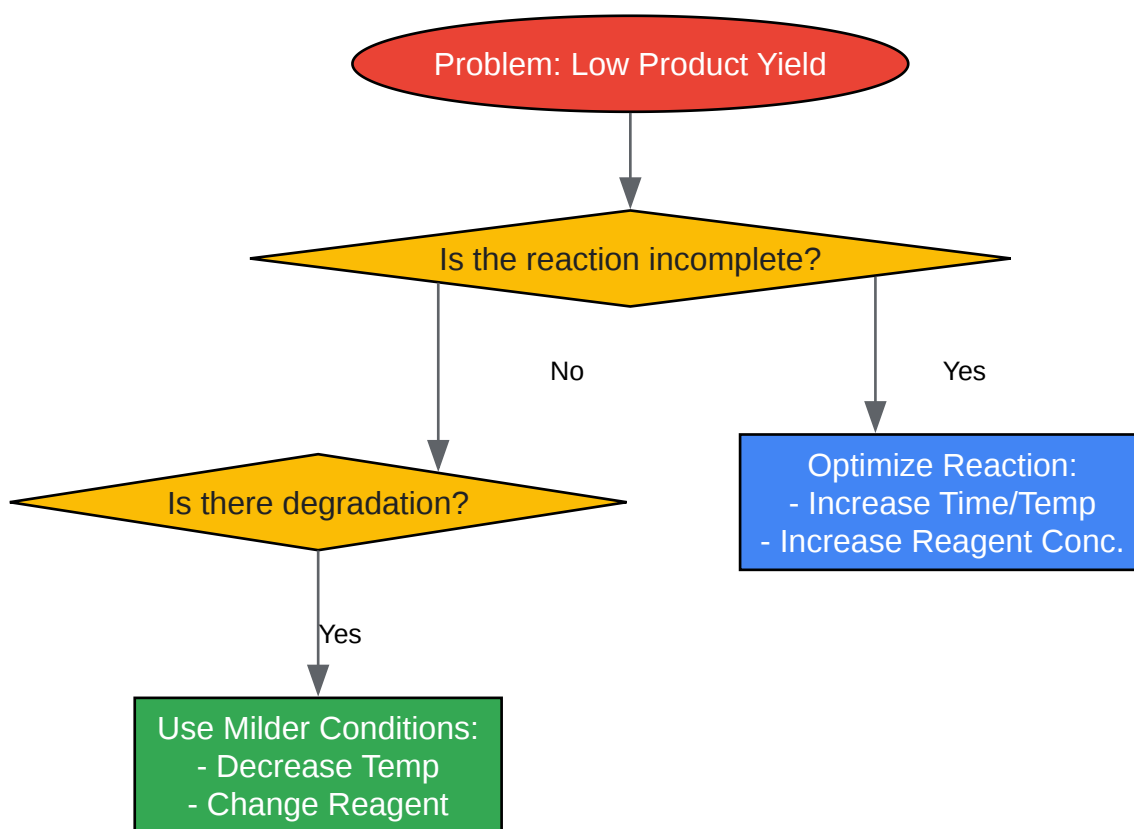 Problem: Low Product Yield
Is the reaction incomplete?
No
Yes
Optimize Reaction:
- Increase Time/Temp
- Increase Reagent Conc.
Is there degradation?
Yes
Use Milder Conditions:
- Decrease Temp
- Change Reagent